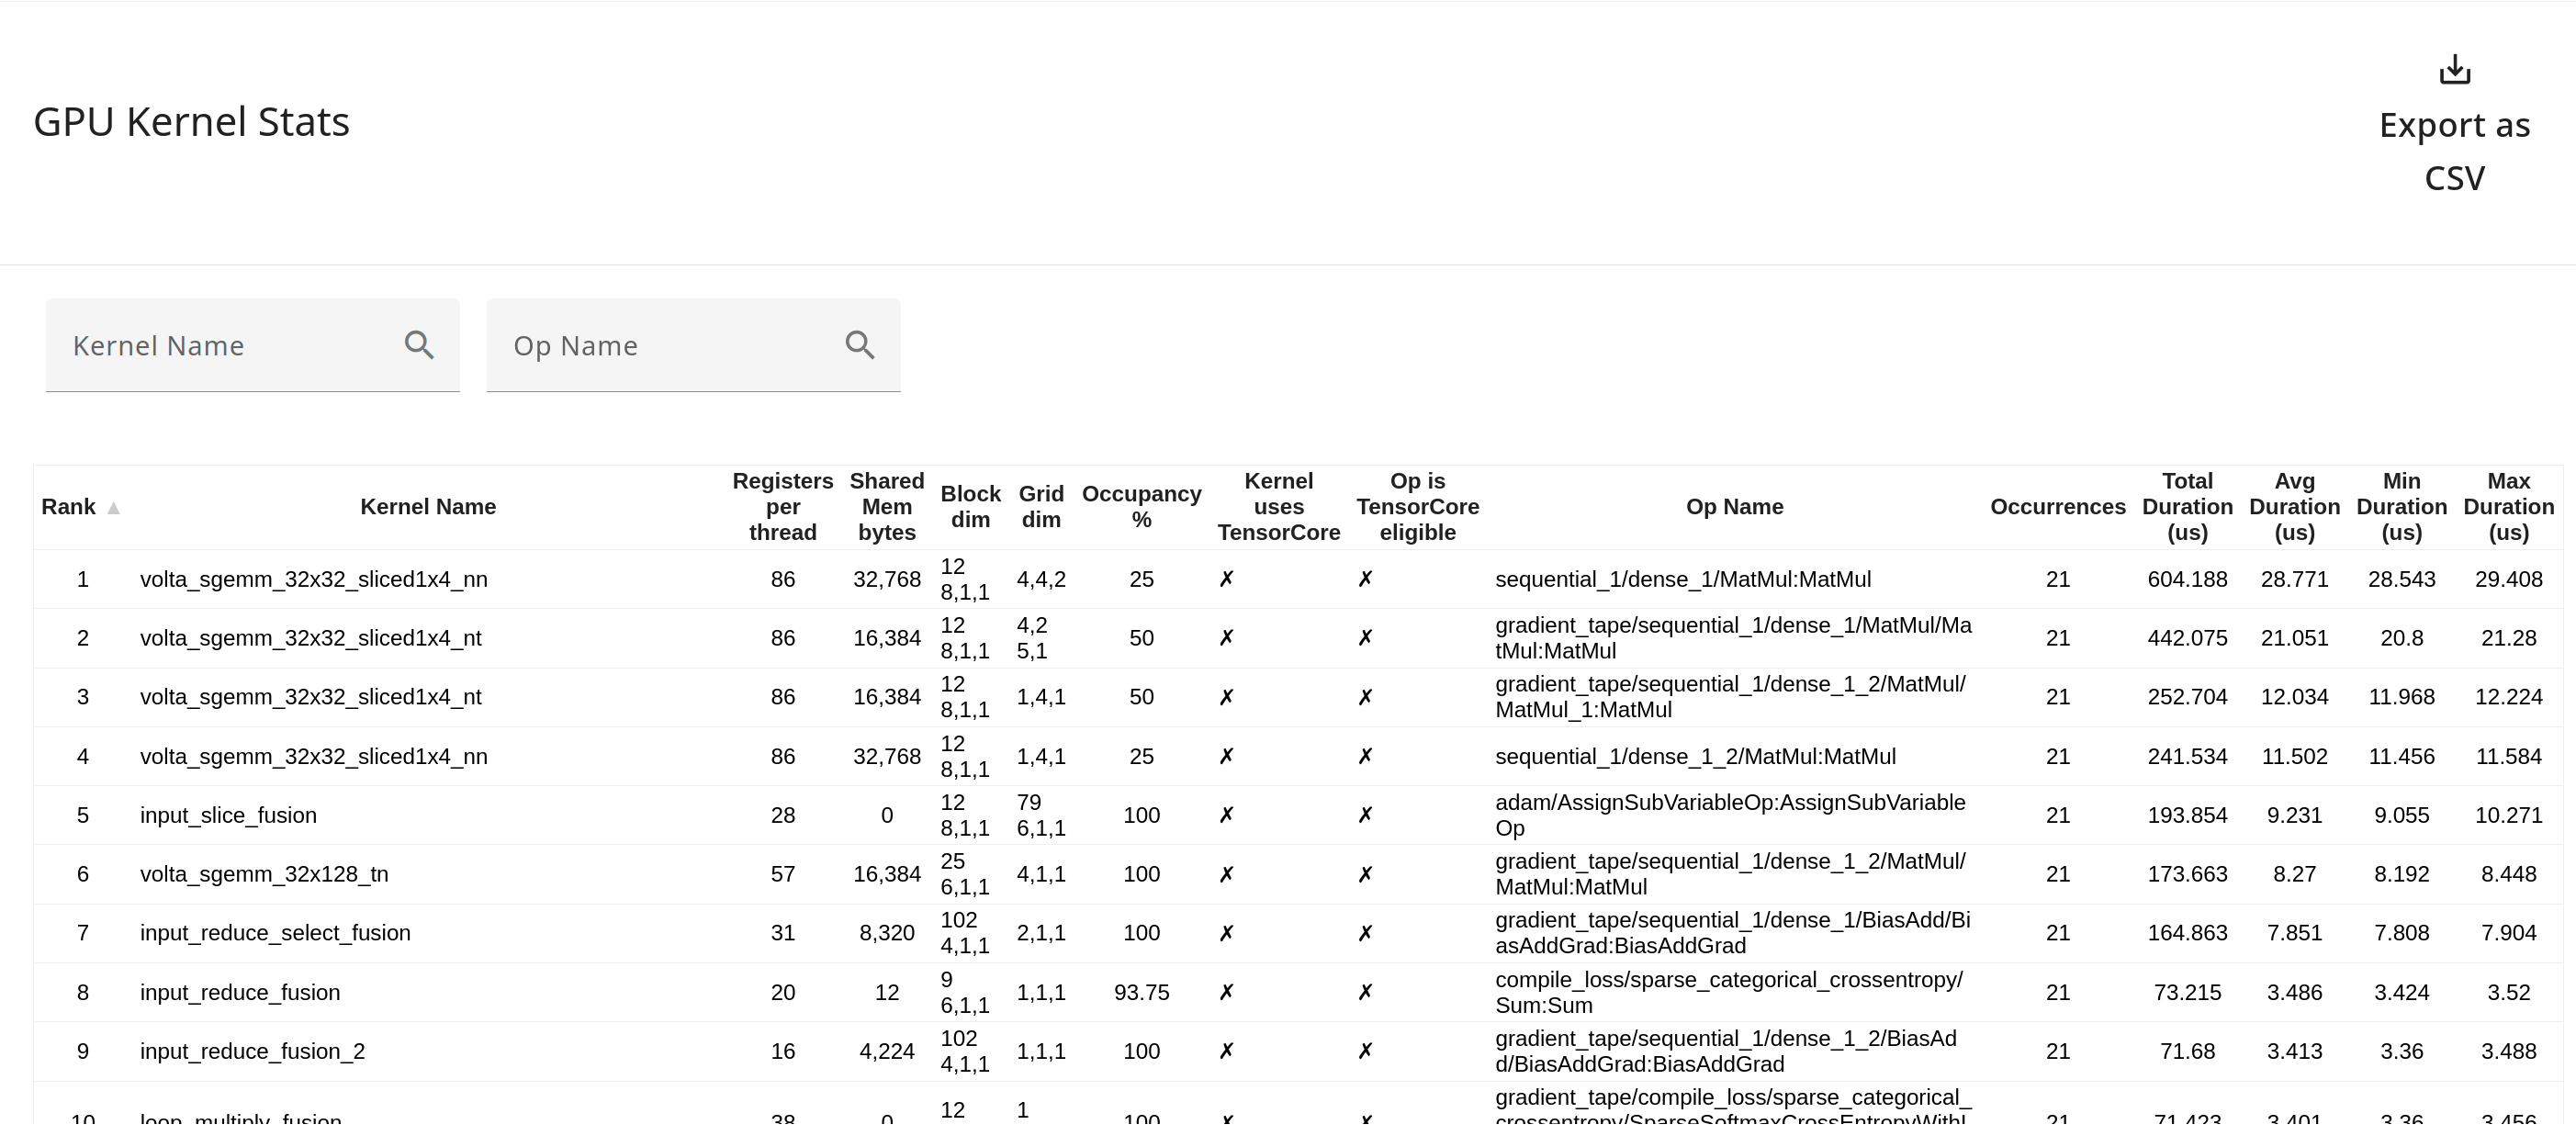 Export as
CSV
GPU Kernel Stats
Kernel Name
Op Name
Rank ▲ Kernel Name Registers per thread Shared Mem bytes Block dim Grid dim Occupancy % Kernel uses TensorCore Op is TensorCore eligible Op Name Occurrences Total Duration (us) Avg Duration (us) Min Duration (us) Max Duration (us)
1 volta_sgemm_32x32_sliced1x4_nn 86 32,768 128,1,1 4,4,2 25 ✗ ✗ sequential_1/dense_1/MatMul:MatMul 21 604.188 28.771 28.543 29.408
2 volta_sgemm_32x32_sliced1x4_nt 86 16,384 128,1,1 4,25,1 50 ✗ ✗ gradient_tape/sequential_1/dense_1/MatMul/MatMul:MatMul 21 442.075 21.051 20.8 21.28
3 volta_sgemm_32x32_sliced1x4_nt 86 16,384 128,1,1 1,4,1 50 ✗ ✗ gradient_tape/sequential_1/dense_1_2/MatMul/MatMul_1:MatMul 21 252.704 12.034 11.968 12.224
4 volta_sgemm_32x32_sliced1x4_nn 86 32,768 128,1,1 1,4,1 25 ✗ ✗ sequential_1/dense_1_2/MatMul:MatMul 21 241.534 11.502 11.456 11.584
5 input_slice_fusion 28 0 128,1,1 796,1,1 100 ✗ ✗ adam/AssignSubVariableOp:AssignSubVariableOp 21 193.854 9.231 9.055 10.271
6 volta_sgemm_32x128_tn 57 16,384 256,1,1 4,1,1 100 ✗ ✗ gradient_tape/sequential_1/dense_1_2/MatMul/MatMul:MatMul 21 173.663 8.27 8.192 8.448
7 input_reduce_select_fusion 31 8,320 1024,1,1 2,1,1 100 ✗ ✗ gradient_tape/sequential_1/dense_1/BiasAdd/BiasAddGrad:BiasAddGrad 21 164.863 7.851 7.808 7.904
8 input_reduce_fusion 20 12 96,1,1 1,1,1 93.75 ✗ ✗ compile_loss/sparse_categorical_crossentropy/Sum:Sum 21 73.215 3.486 3.424 3.52
9 input_reduce_fusion_2 16 4,224 1024,1,1 1,1,1 100 ✗ ✗ gradient_tape/sequential_1/dense_1_2/BiasAdd/BiasAddGrad:BiasAddGrad 21 71.68 3.413 3.36 3.488
10 loop_multiply_fusion 38 0 12 1 100 ✗ ✗ gradient_tape/compile_loss/sparse_categorical_crossentropy/SparseSoftmaxCrossEntropyWithL 21 71.423 3.401 3.36 3.456